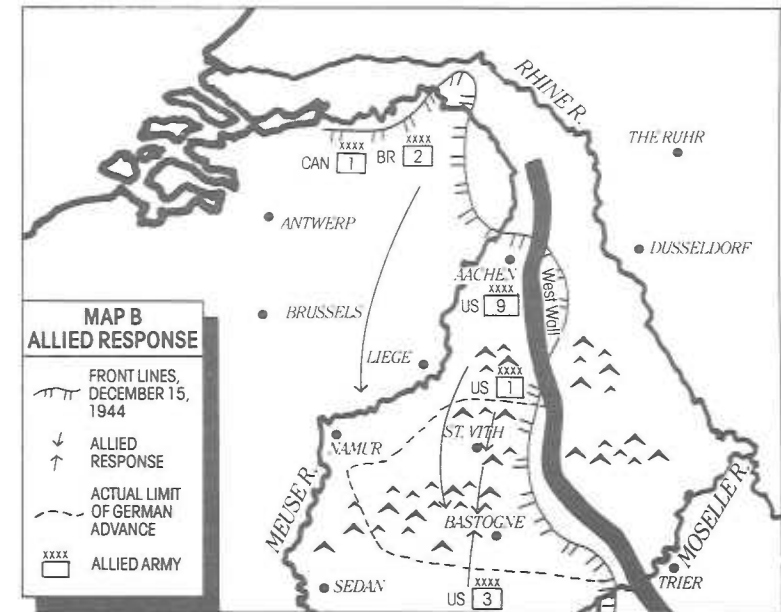 RHINE R.
THE RUHR
xxxx
CAN 1
xxxx
BR 2
ANTWERP
DUSSELDORF
AACHEN
xxxx
US 9
West Wall
BRUSSELS
LIEGE
xxxx
US 1
ST. VITH
NAMUR
MEUSE R.
BASTOGNE
MOSELLE R.
TRIER
SEDAN
xxxx
US 3
MAP B
ALLIED RESPONSE
FRONT LINES,
DECEMBER 15,
1944
ALLIED
RESPONSE
ACTUAL LIMIT
OF GERMAN
ADVANCE
xxxx
ALLIED ARMY